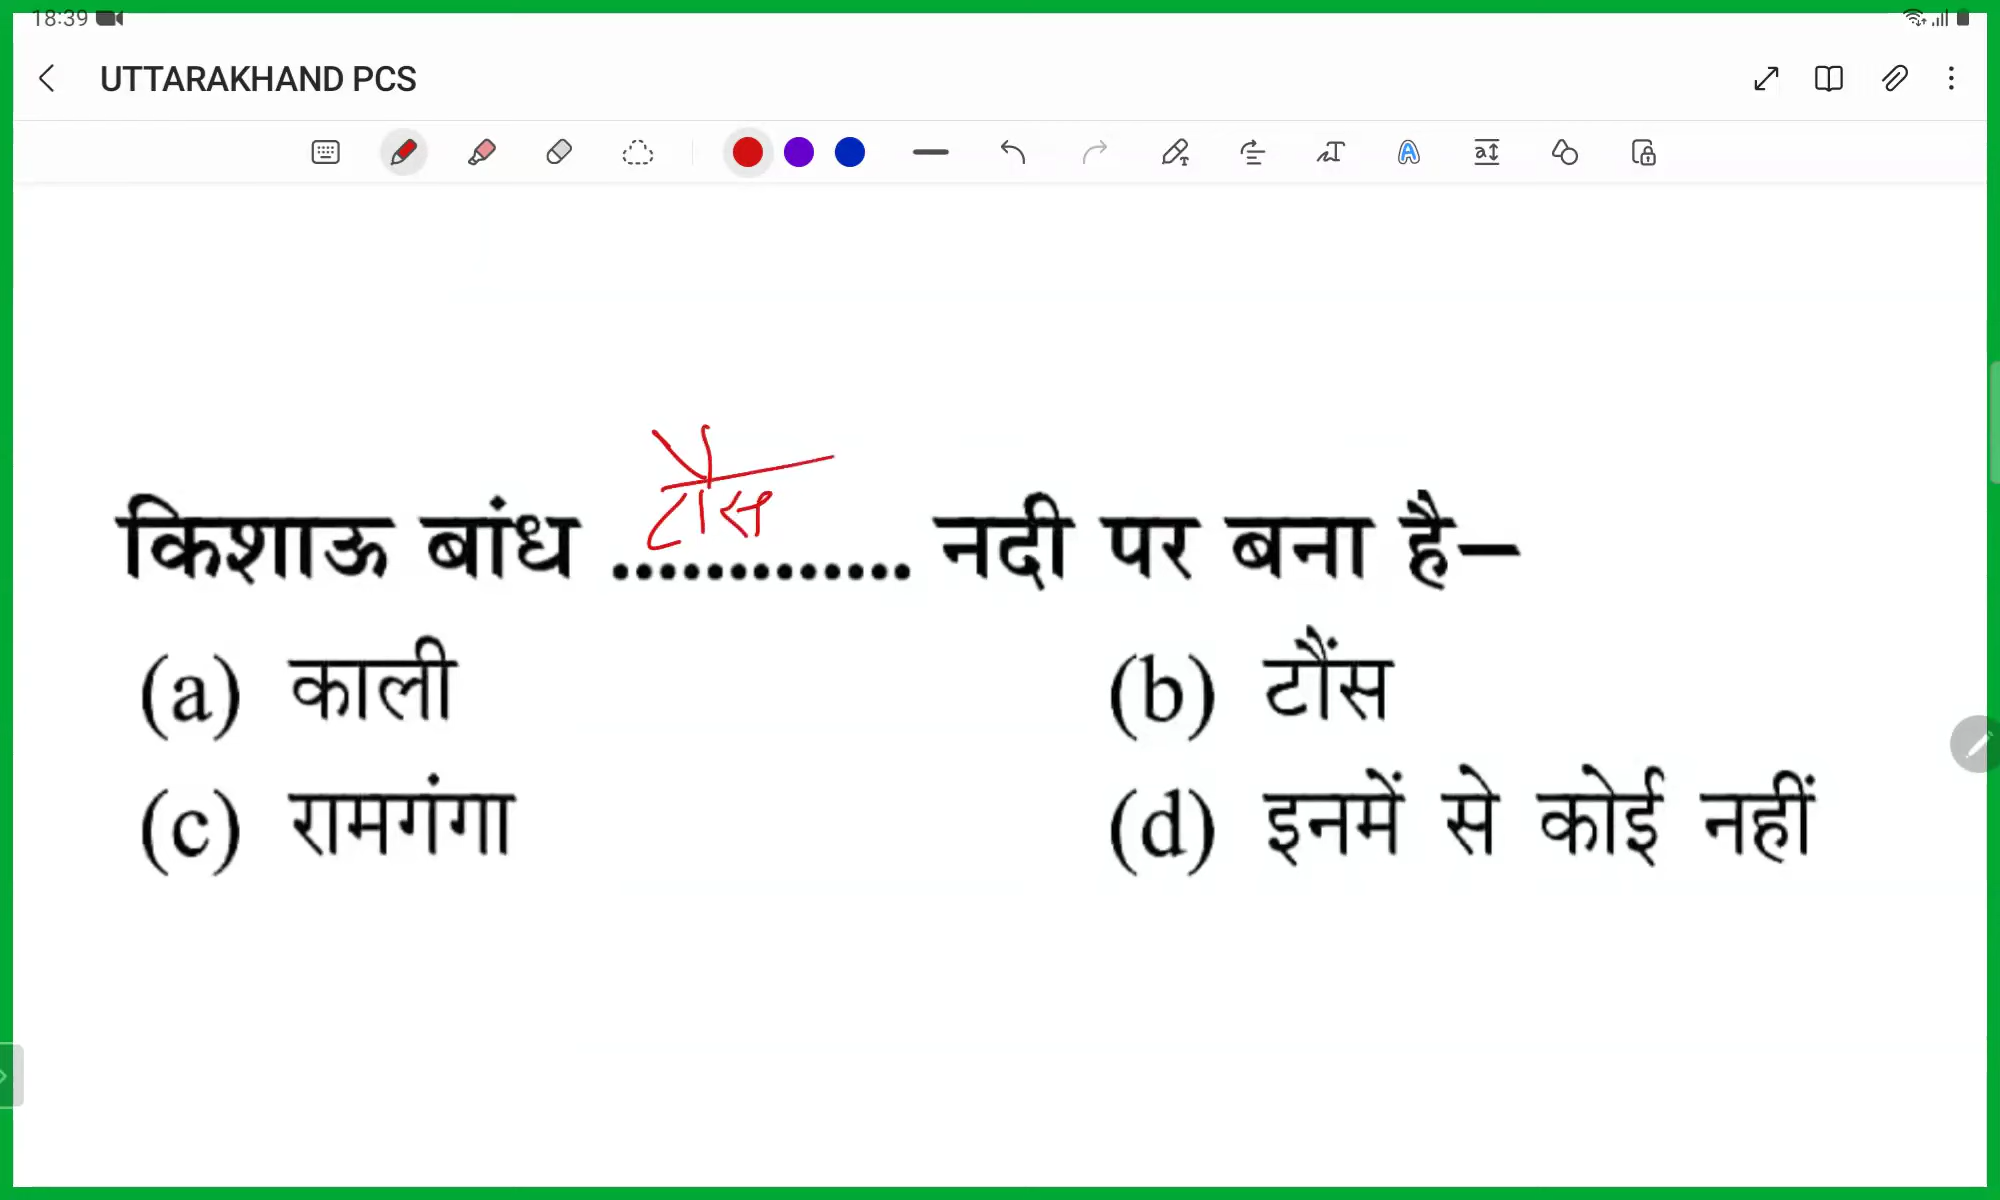 18:39
UTTARAKHAND PCS
टौंस
किशाऊ बांध ............. नदी पर बना है–
(a) काली (b) टौंस
(c) रामगंगा (d) इनमें से कोई नहीं